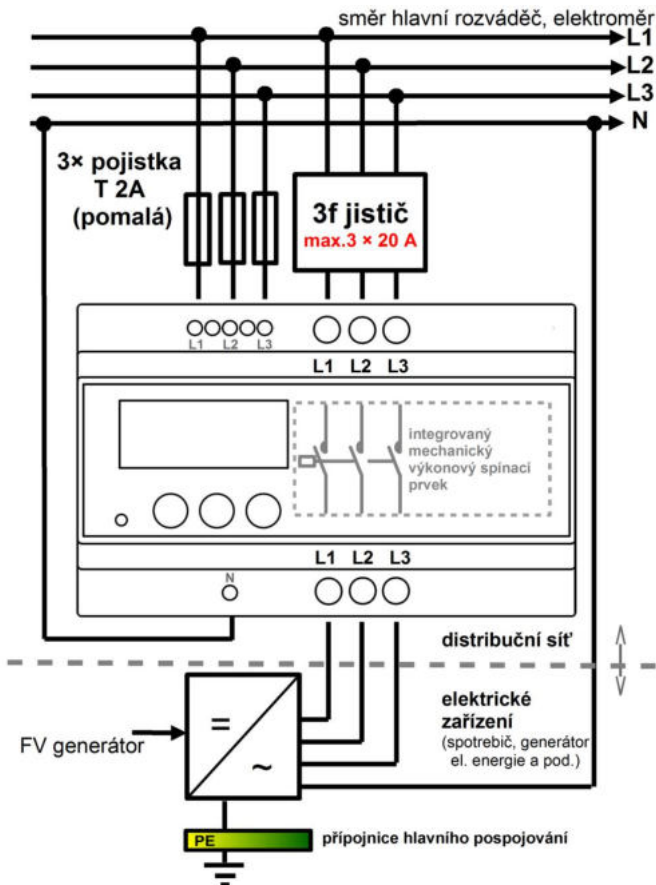 směr hlavní rozváděč, elektroměr
L1
L2
L3
N
3× pojistka
T 2A
(pomalá)
3f jistič
max.3 × 20 A
L1 L2 L3
L1 L2 L3
integrovaný
mechanický
výkonový spínací
prvek
L1 L2 L3
N
distribuční síť
elektrické
zařízení
(spotrebič, generátor
el. energie a pod.)
FV generátor
=
~
PE
přípojnice hlavního pospojování